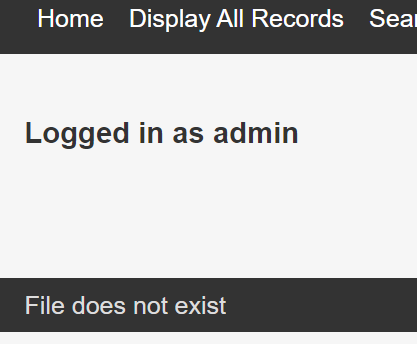 Home Display All Records
Logged in as admin
File does not exist